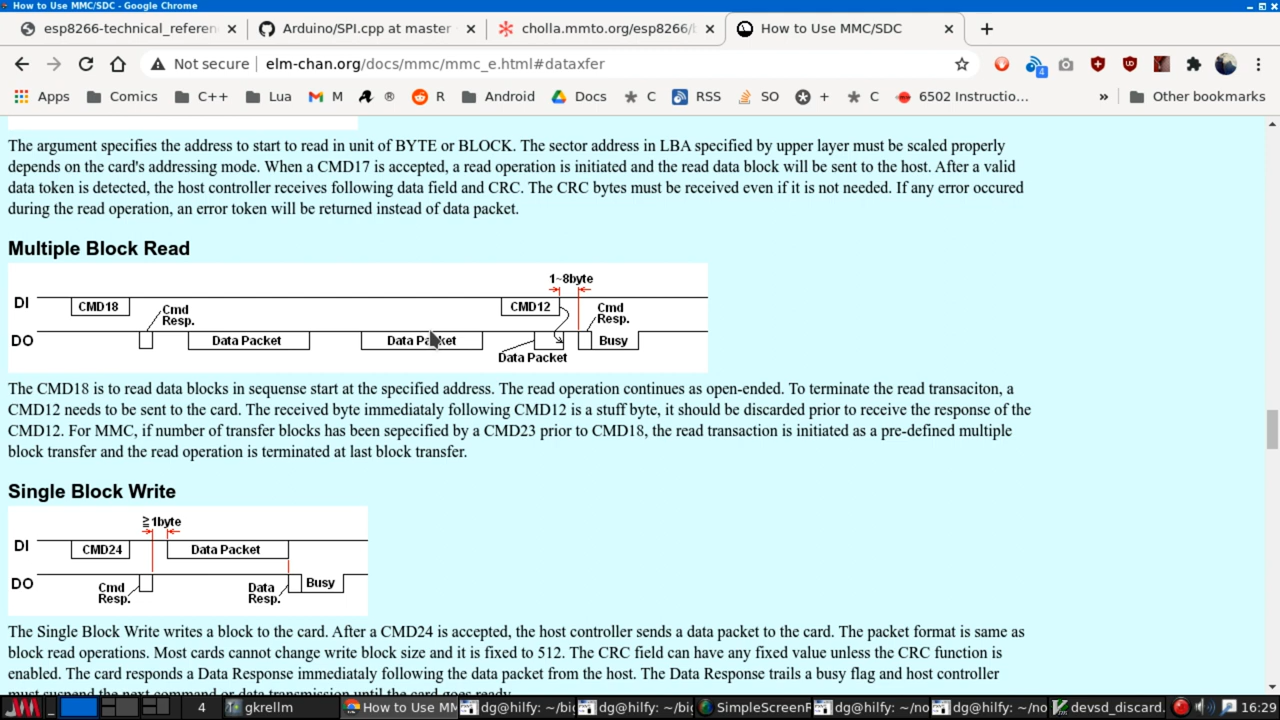 How to Use MMC/SDC - Google Chrome
esp8266-technical_referen
Arduino/SPI.cpp at master
cholla.mmto.org/esp8266/
How to Use MMC/SDC
Not secure | elm-chan.org/docs/mmc/mmc_e.html#dataxfer
4
Apps Comics C++ Lua M ® R Android Docs C RSS SO + C 6502 Instructio... » Other bookmarks
The argument specifies the address to start to read in unit of BYTE or BLOCK. The sector address in LBA specified by upper layer must be scaled properly
depends on the card's addressing mode. When a CMD17 is accepted, a read operation is initiated and the read data block will be sent to the host. After a valid
data token is detected, the host controller receives following data field and CRC. The CRC bytes must be received even if it is not needed. If any error occured
during the read operation, an error token will be returned instead of data packet.
Multiple Block Read
1~8byte
DI CMD18 CMD12
Cmd Resp.
Cmd Resp.
DO Data Packet Data Packet Busy
Data Packet
The CMD18 is to read data blocks in sequense start at the specified address. The read operation continues as open-ended. To terminate the read transaciton, a
CMD12 needs to be sent to the card. The received byte immediataly following CMD12 is a stuff byte, it should be discarded prior to receive the response of the
CMD12. For MMC, if number of transfer blocks has been sepecified by a CMD23 prior to CMD18, the read transaction is initiated as a pre-defined multiple
block transfer and the read operation is terminated at last block transfer.
Single Block Write
≧1byte
DI CMD24 Data Packet
DO Busy
Cmd Resp.
Data Resp.
The Single Block Write writes a block to the card. After a CMD24 is accepted, the host controller sends a data packet to the card. The packet format is same as
block read operations. Most cards cannot change write block size and it is fixed to 512. The CRC field can have any fixed value unless the CRC function is
enabled. The card responds a Data Response immediataly following the data packet from the host. The Data Response trails a busy flag and host controller
must suspend the next command or data transmission until the card goes ready.
4 gkrellm How to Use MM dg@hilfy: ~/big dg@hilfy: ~/big SimpleScreenR dg@hilfy: ~/no dg@hilfy: ~/no devsd_discard. 16:29